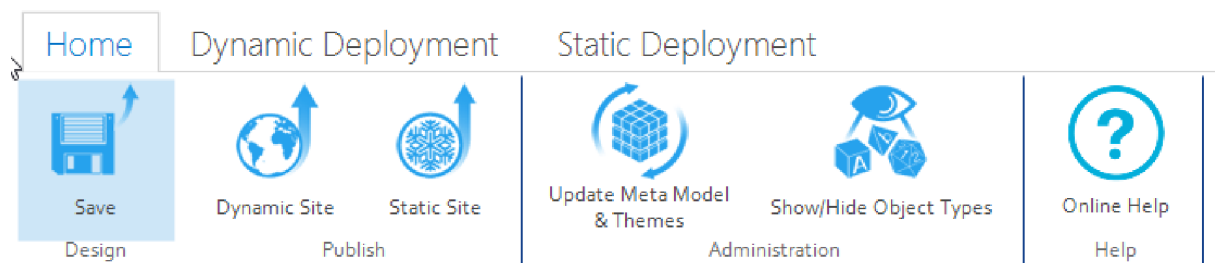 Home Dynamic Deployment Static Deployment
Save Dynamic Site Static Site Update Meta Model & Themes Show/Hide Object Types Online Help
Design Publish Administration Help